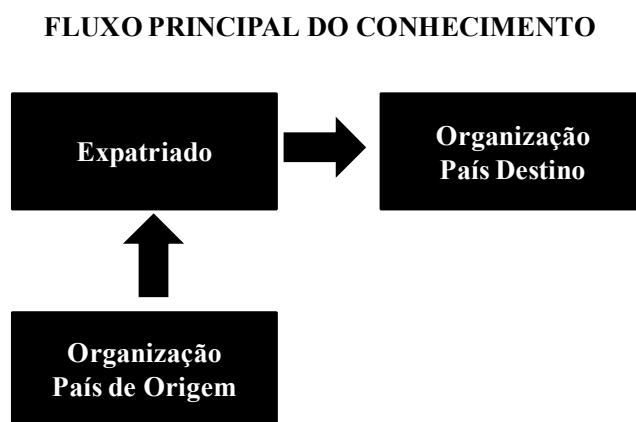 FLUXO PRINCIPAL DO CONHECIMENTO
Expatriado
Organização
País Destino
Organização
País de Origem